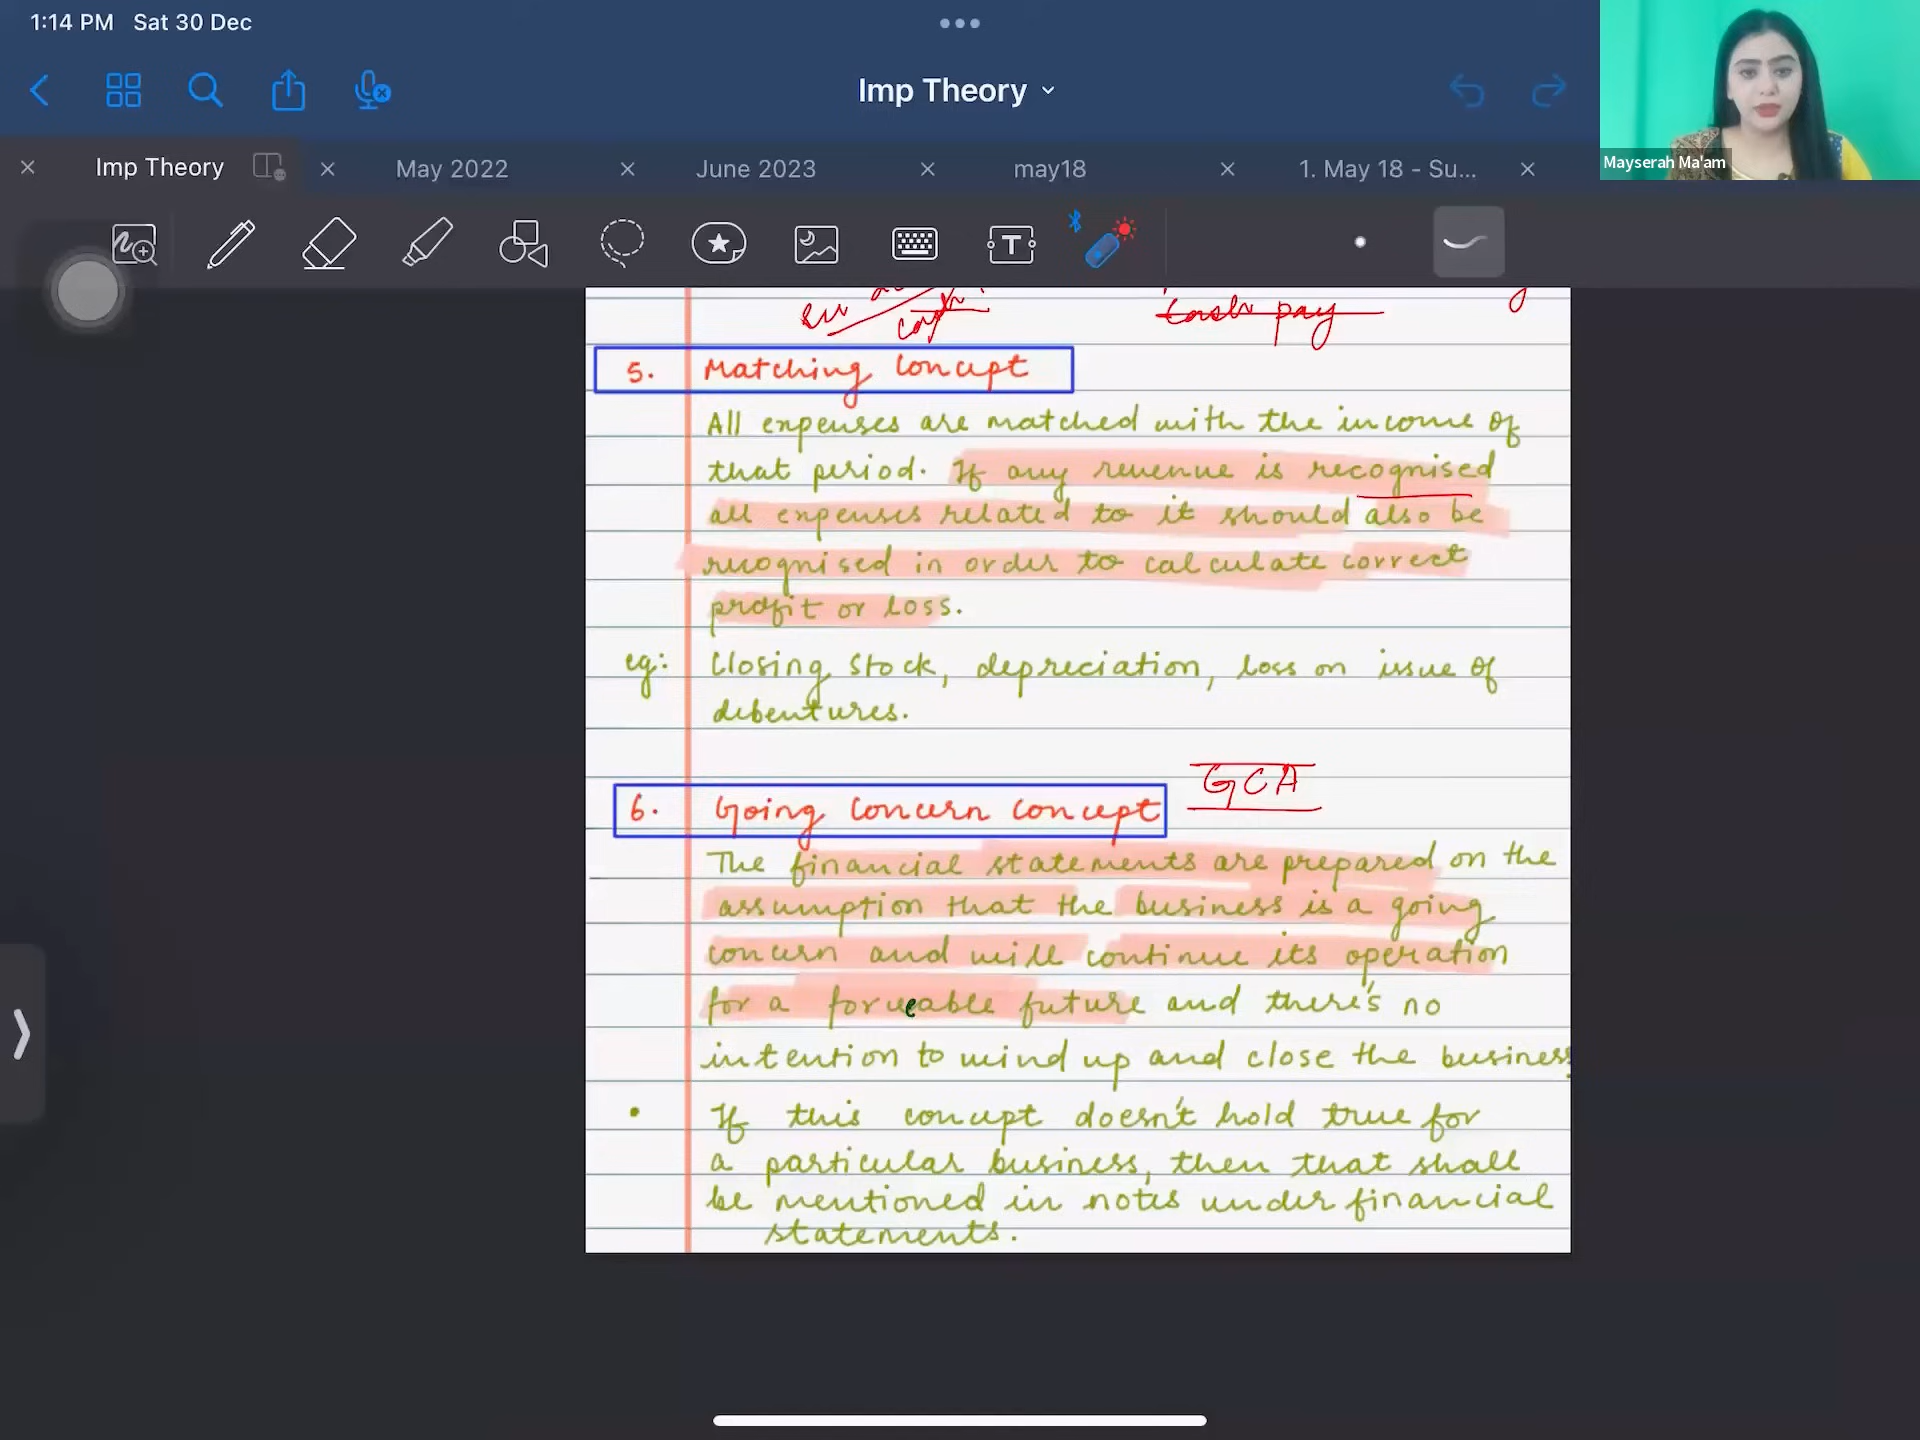 1:14 PM Sat 30 Dec
Imp Theory
Mayserah Ma'am
Imp Theory
May 2022
June 2023
may18
1. May 18 - Su...
T
Cash pay
5. Matching Concept
All expenses are matched with the income of
that period. If any revenue is recognised
all expenses related to it should also be
recognised in order to calculate correct
profit or loss.
eg: Closing stock, depreciation, loss on issue of
debentures.
GCA
6. Going Concern Concept
The financial statements are prepared on the
assumption that the business is a going
concern and will continue its operation
for a future and there's no
intention to wind up and close the business.
• If this concept doesn't hold true for
a particular business, then that shall
be mentioned in notes under financial
statements.